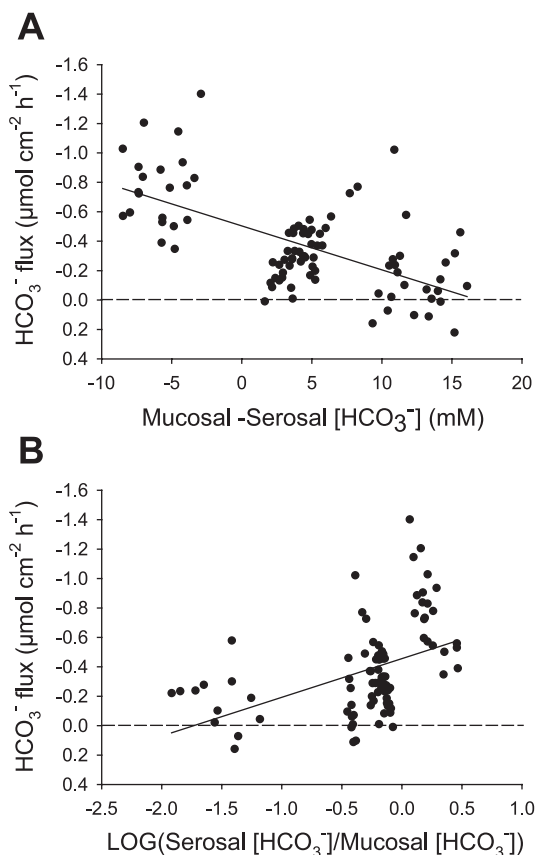 A
HCO₃⁻ flux (μmol cm⁻² h⁻¹)
-1.6
-1.4
-1.2
-1.0
-0.8
-0.6
-0.4
-0.2
0.0
0.2
0.4
-10 -5 0 5 10 15 20
Mucosal -Serosal [HCO₃⁻] (mM)
B
HCO₃⁻ flux (μmol cm⁻² h⁻¹)
-1.6
-1.4
-1.2
-1.0
-0.8
-0.6
-0.4
-0.2
0.0
0.2
0.4
-2.5 -2.0 -1.5 -1.0 -0.5 0.0 0.5 1.0
LOG(Serosal [HCO₃⁻]/Mucosal [HCO₃⁻])